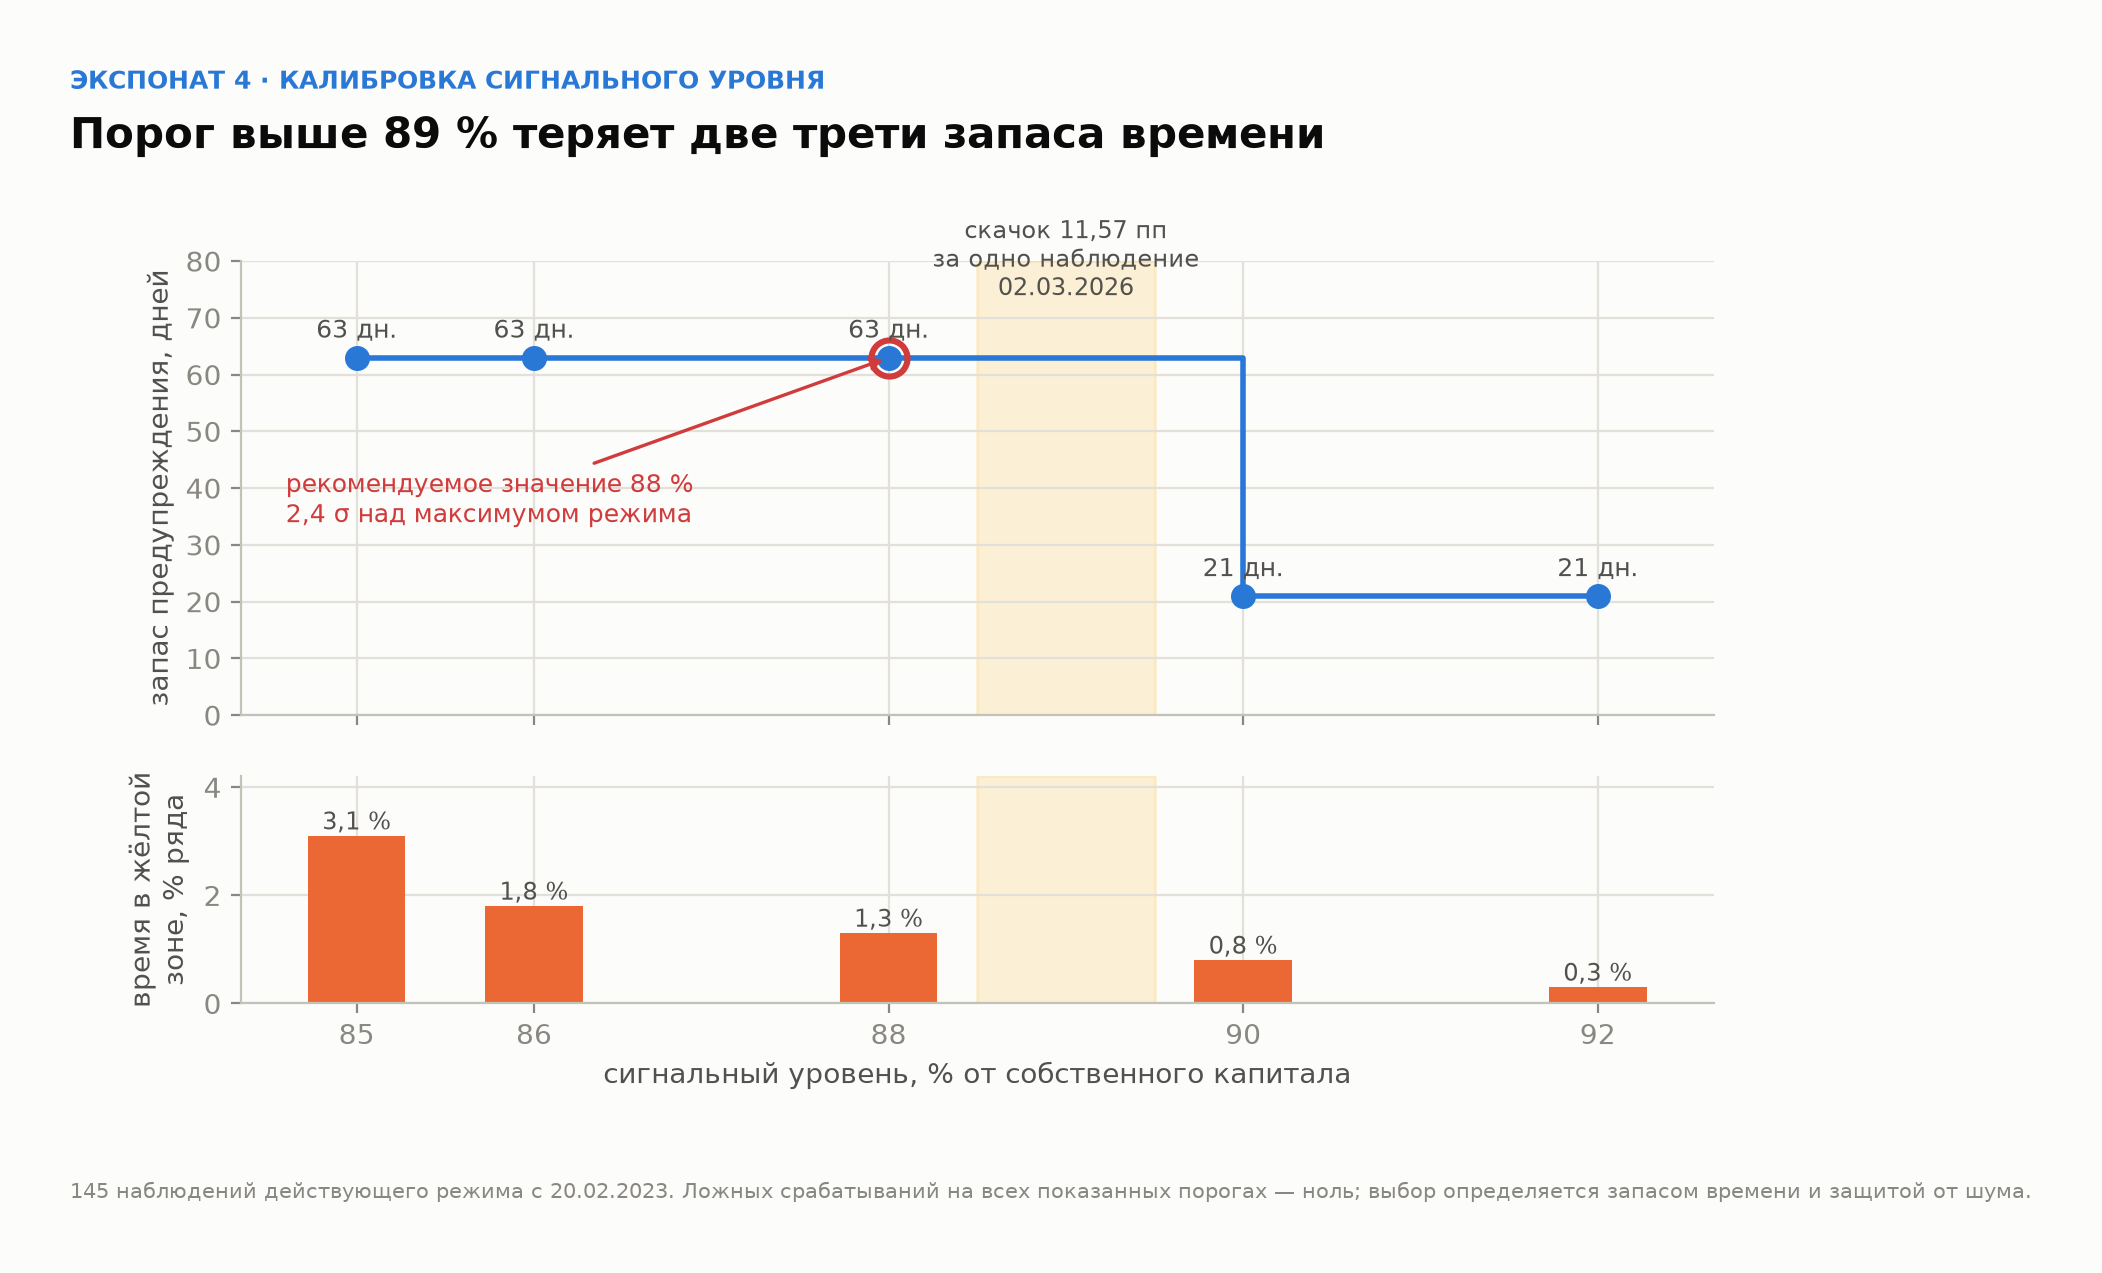 ЭКСПОНАТ 4 · КАЛИБРОВКА СИГНАЛЬНОГО УРОВНЯ
Порог выше 89 % теряет две трети запаса времени
скачок 11,57 пп
за одно наблюдение
02.03.2026
запас предупреждения, дней
80
70
60
50
40
30
20
10
0
63 дн.
63 дн.
63 дн.
рекомендуемое значение 88 %
2,4 σ над максимумом режима
21 дн.
21 дн.
время в жёлтой
зоне, % ряда
4
2
0
3,1 %
1,8 %
1,3 %
0,8 %
0,3 %
85
86
88
90
92
сигнальный уровень, % от собственного капитала
145 наблюдений действующего режима с 20.02.2023. Ложных срабатываний на всех показанных порогах — ноль; выбор определяется запасом времени и защитой от шума.